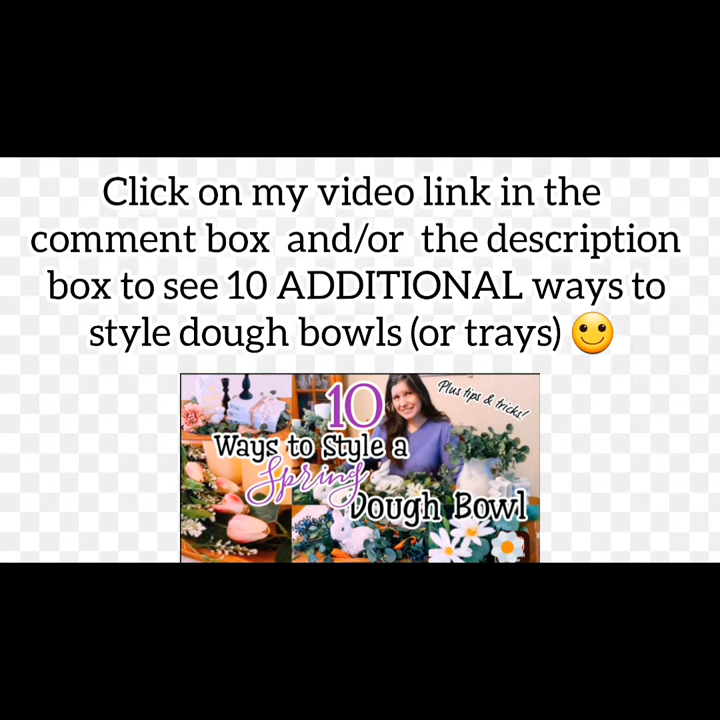 Click on my video link in the
comment box and/or the description
box to see 10 ADDITIONAL ways to
style dough bowls (or trays) 🙂
10
Plus tips & tricks!
Ways to Style a
Spring
Dough Bowl